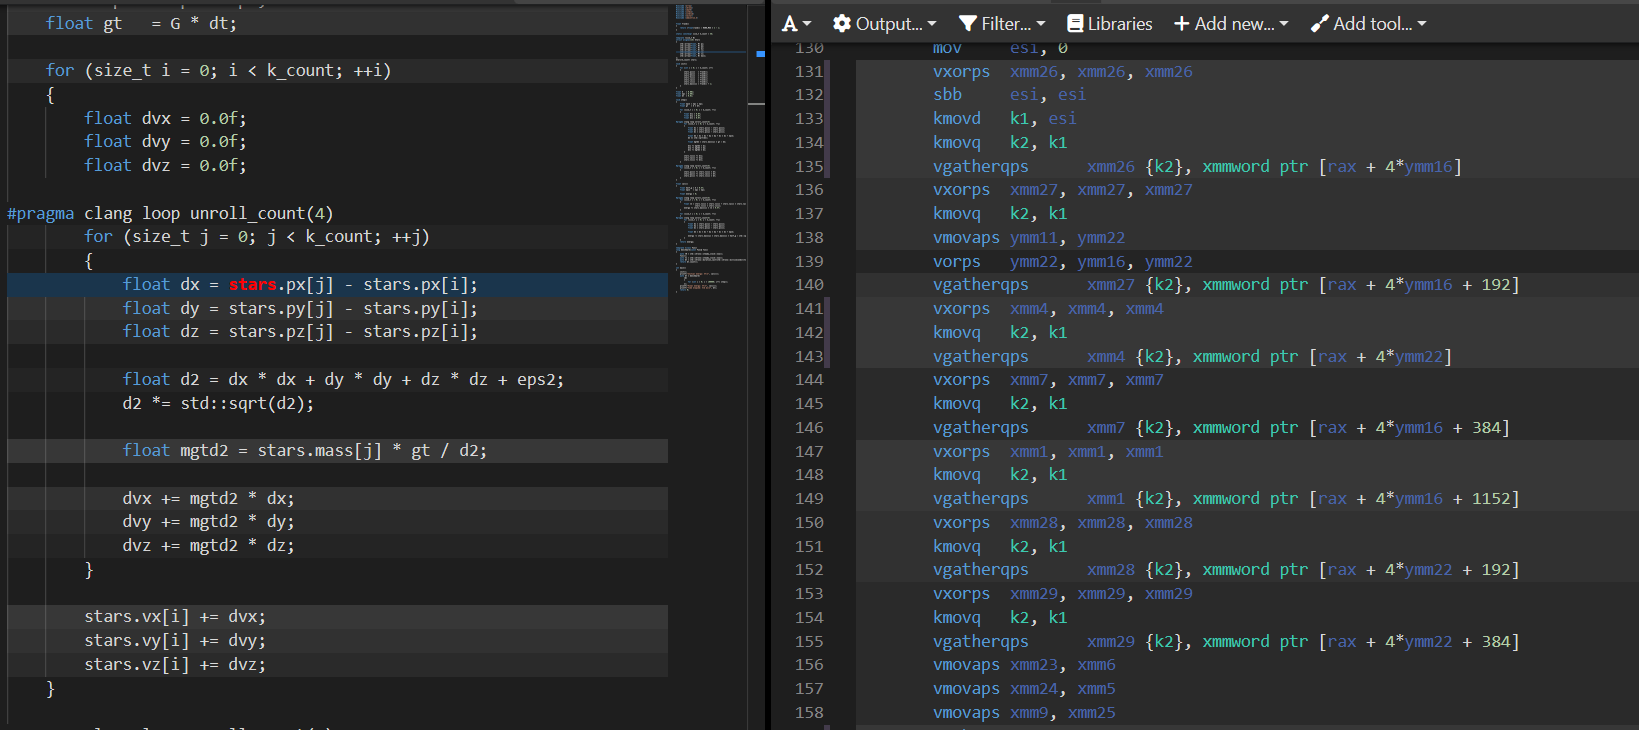 float gt   = G * dt;
for (size_t i = 0; i < k_count; ++i)
{
float dvx = 0.0f;
float dvy = 0.0f;
float dvz = 0.0f;
#pragma clang loop unroll_count(4)
for (size_t j = 0; j < k_count; ++j)
{
float dx = stars.px[j] - stars.px[i];
float dy = stars.py[j] - stars.py[i];
float dz = stars.pz[j] - stars.pz[i];
float d2 = dx * dx + dy * dy + dz * dz + eps2;
d2 *= std::sqrt(d2);
float mgtd2 = stars.mass[j] * gt / d2;
dvx += mgtd2 * dx;
dvy += mgtd2 * dy;
dvz += mgtd2 * dz;
}
stars.vx[i] += dvx;
stars.vy[i] += dvy;
stars.vz[i] += dvz;
}
A Output... Filter... Libraries + Add new... Add tool...
130 mov esi, 0
131 vxorps xmm26, xmm26, xmm26
132 sbb esi, esi
133 kmovd k1, esi
134 kmovq k2, k1
135 vgatherqps xmm26 {k2}, xmmword ptr [rax + 4*ymm16]
136 vxorps xmm27, xmm27, xmm27
137 kmovq k2, k1
138 vmovaps ymm11, ymm22
139 vorps ymm22, ymm16, ymm22
140 vgatherqps xmm27 {k2}, xmmword ptr [rax + 4*ymm16 + 192]
141 vxorps xmm4, xmm4, xmm4
142 kmovq k2, k1
143 vgatherqps xmm4 {k2}, xmmword ptr [rax + 4*ymm22]
144 vxorps xmm7, xmm7, xmm7
145 kmovq k2, k1
146 vgatherqps xmm7 {k2}, xmmword ptr [rax + 4*ymm16 + 384]
147 vxorps xmm1, xmm1, xmm1
148 kmovq k2, k1
149 vgatherqps xmm1 {k2}, xmmword ptr [rax + 4*ymm16 + 1152]
150 vxorps xmm28, xmm28, xmm28
151 kmovq k2, k1
152 vgatherqps xmm28 {k2}, xmmword ptr [rax + 4*ymm22 + 192]
153 vxorps xmm29, xmm29, xmm29
154 kmovq k2, k1
155 vgatherqps xmm29 {k2}, xmmword ptr [rax + 4*ymm22 + 384]
156 vmovaps xmm23, xmm6
157 vmovaps xmm24, xmm5
158 vmovaps xmm9, xmm25